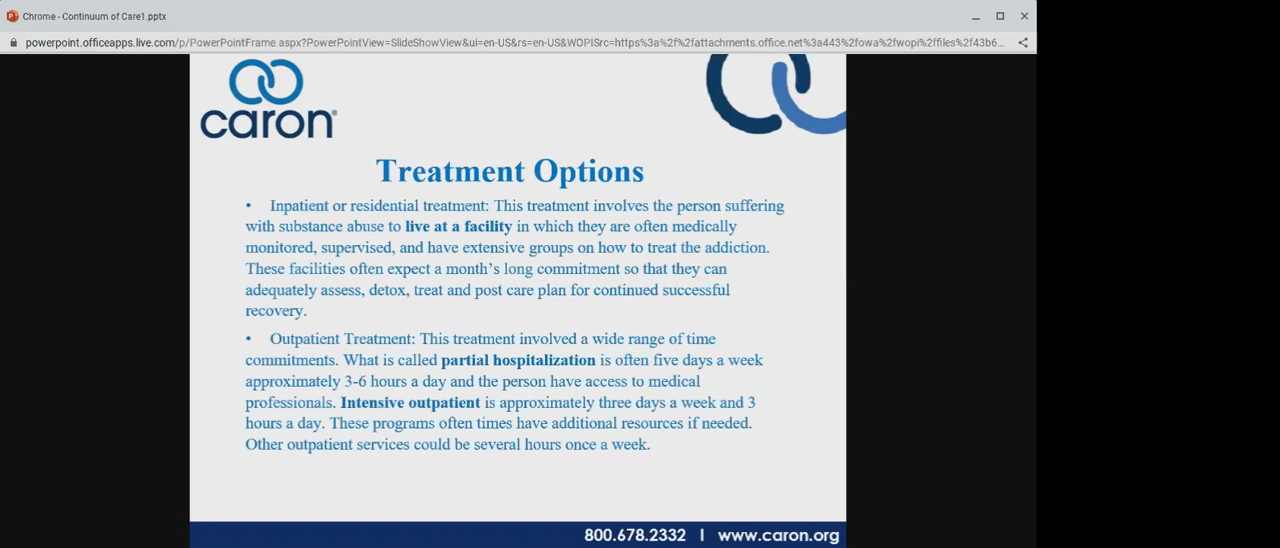 Chrome - Continuum of Care1.pptx
powerpoint.officeapps.live.com/p/PowerPointFrame.aspx?PowerPointView=SlideShowView&ui=en-US&rs=en-US&WOPISrc=https%3a%2f%2fattachments.office.net%3a443%2fowa%2fwopi%2ffiles%2f43b6...
caron®
Treatment Options
• Inpatient or residential treatment: This treatment involves the person suffering
with substance abuse to live at a facility in which they are often medically
monitored, supervised, and have extensive groups on how to treat the addiction.
These facilities often expect a month's long commitment so that they can
adequately assess, detox, treat and post care plan for continued successful
recovery.
• Outpatient Treatment: This treatment involved a wide range of time
commitments. What is called partial hospitalization is often five days a week
approximately 3-6 hours a day and the person have access to medical
professionals. Intensive outpatient is approximately three days a week and 3
hours a day. These programs often times have additional resources if needed.
Other outpatient services could be several hours once a week.
800.678.2332 | www.caron.org